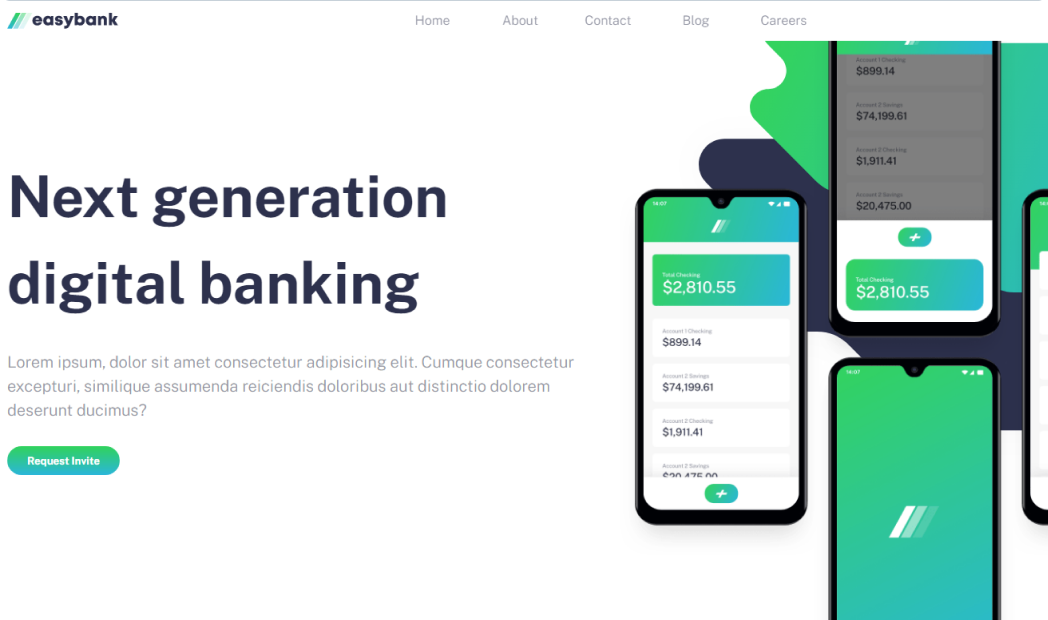 easybank
Home About Contact Blog Careers
Next generation
digital banking
Lorem ipsum, dolor sit amet consectetur adipisicing elit. Cumque consectetur
excepturi, similique assumenda reiciendis doloribus aut distinctio dolorem
deserunt ducimus?
Request Invite
14:07
Total Checking
$2,810.55
Account 1 Checking
$899.14
Account 2 Savings
$74,199.61
Account 2 Checking
$1,911.41
Account 2 Savings
$20,475.00
Account 1 Checking
$899.14
Account 2 Savings
$74,199.61
Account 2 Checking
$1,911.41
Account 2 Savings
$20,475.00
Total Checking
$2,810.55
14:07